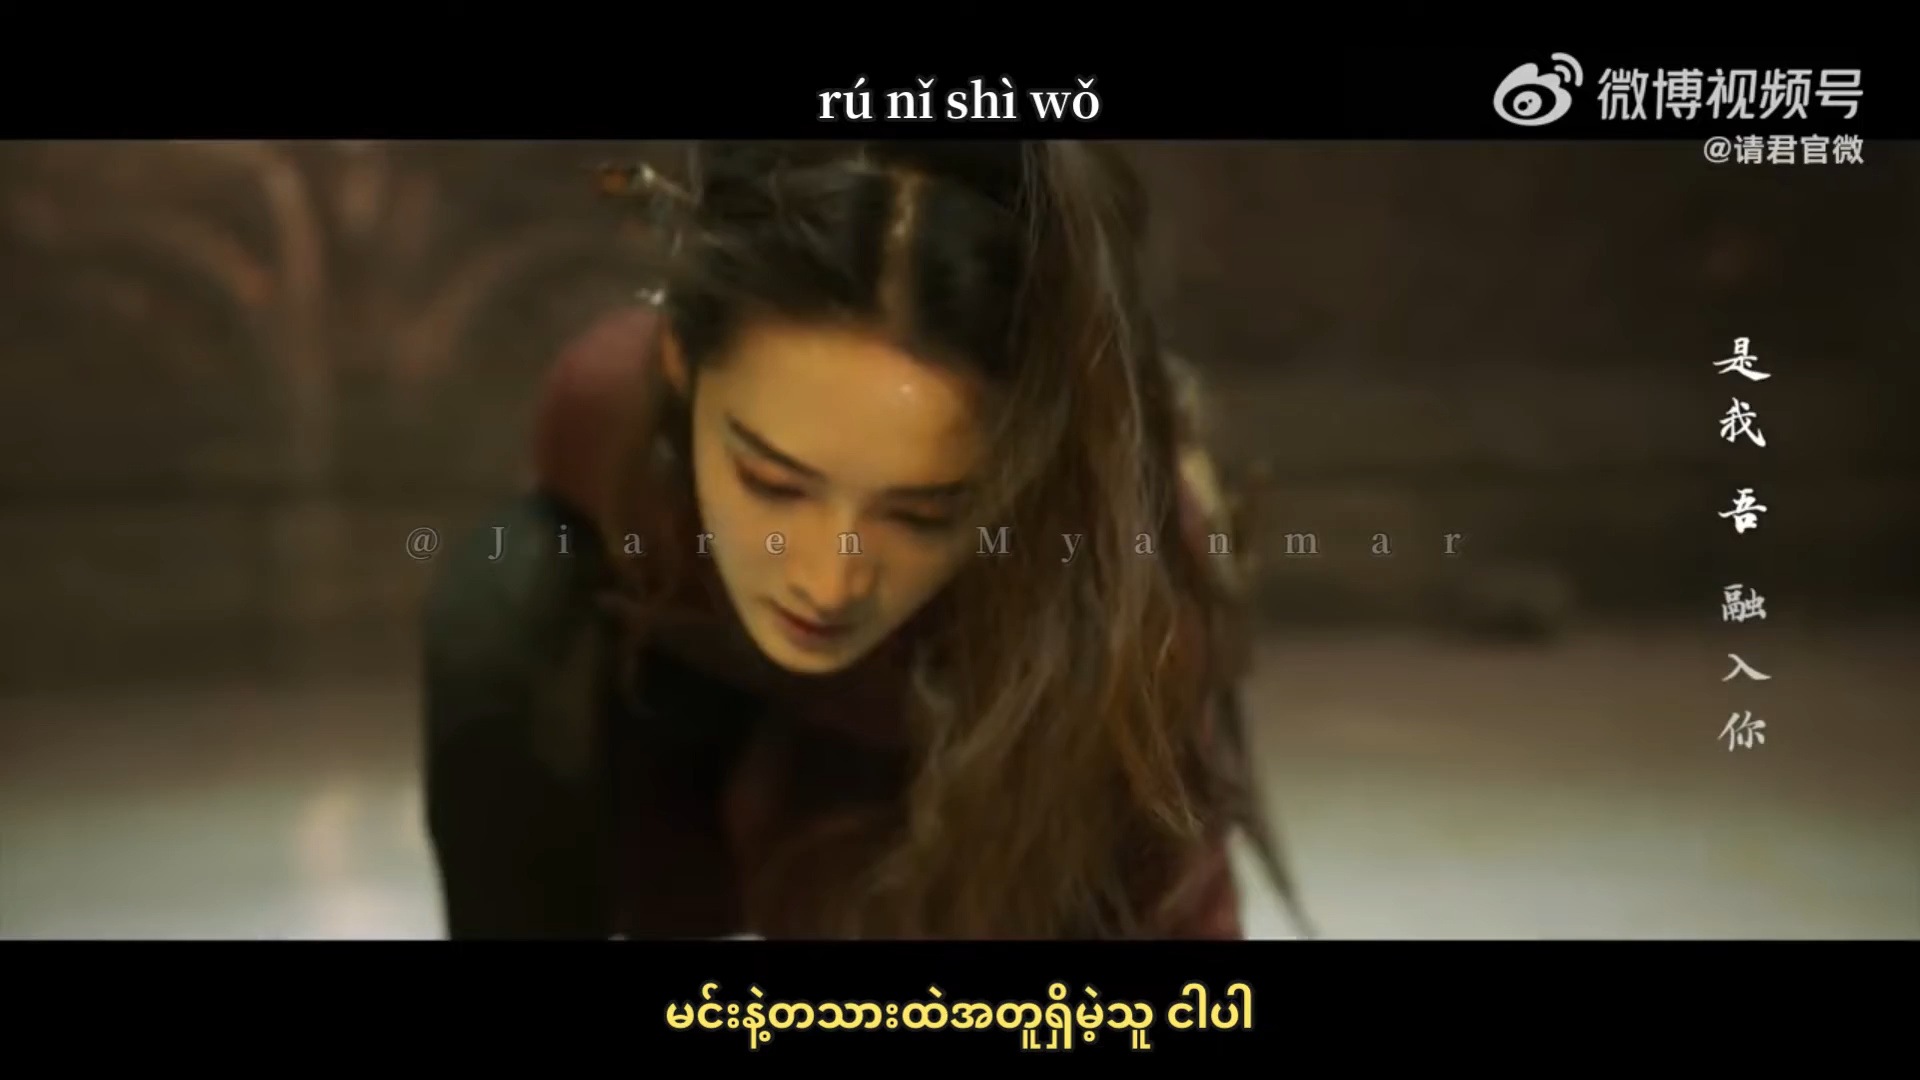 rú nǐ shì wǒ
微博视频号
@请君官微
是我 吾 融入你
@Jiaren Myanmar
မင်းနဲ့တသားထဲအတူရှိမဲ့သူ ငါပါ